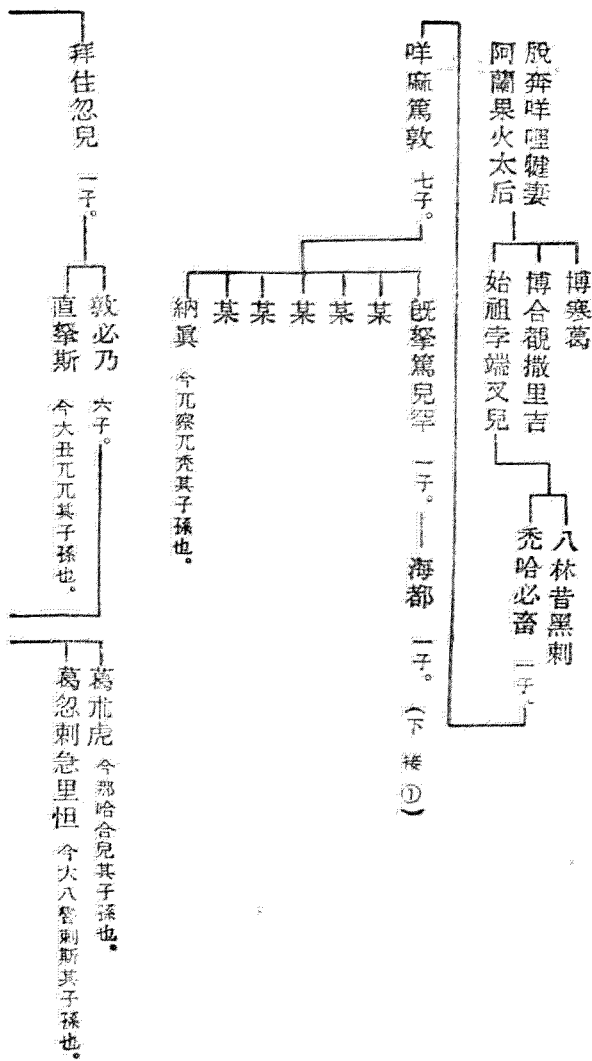 脫奔咩哩犍妻
阿蘭果火太后
博寒葛
博合覩撒里吉
始祖孛端叉兒
八林昔黑剌
禿哈必畜 一子。
咩麻篤敦 七子。
既拏篤兒罕 一子。
海都 一子。 (下接①)
某
某
某
某
某
納眞 今兀察兀禿其子孫也。
拜住忽兒 一子。
敦必乃 六子。
直拏斯 今大丑兀兀其子孫也。
葛朮虎 今那哈合兒其子孫也。
葛忽剌急里怛 今大八魯剌斯其子孫也。